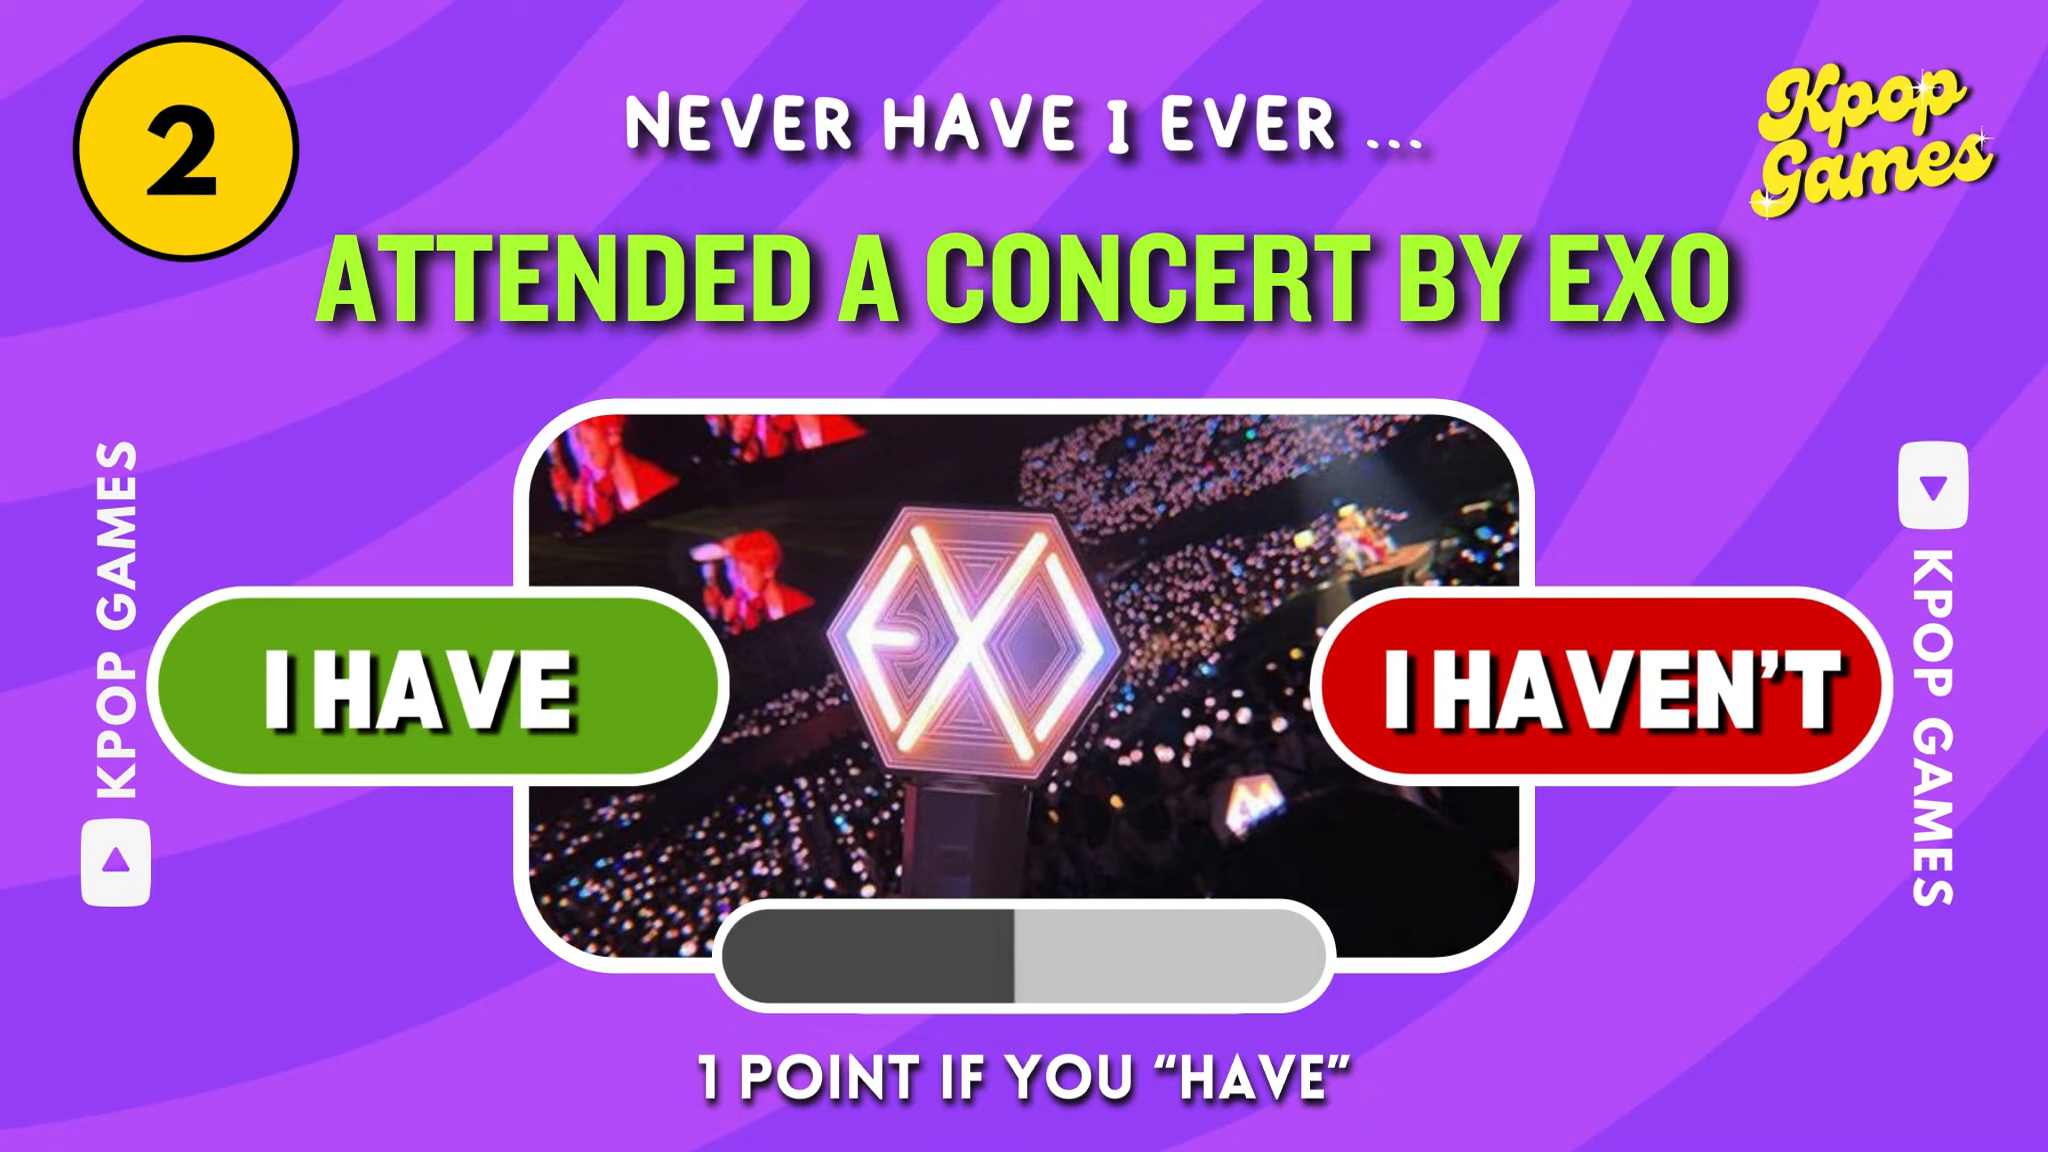 2
NEVER HAVE I EVER ...
Kpop
Games
ATTENDED A CONCERT BY EXO
KPOP GAMES
EXO
I HAVE
I HAVEN'T
KPOP GAMES
1 POINT IF YOU “HAVE”